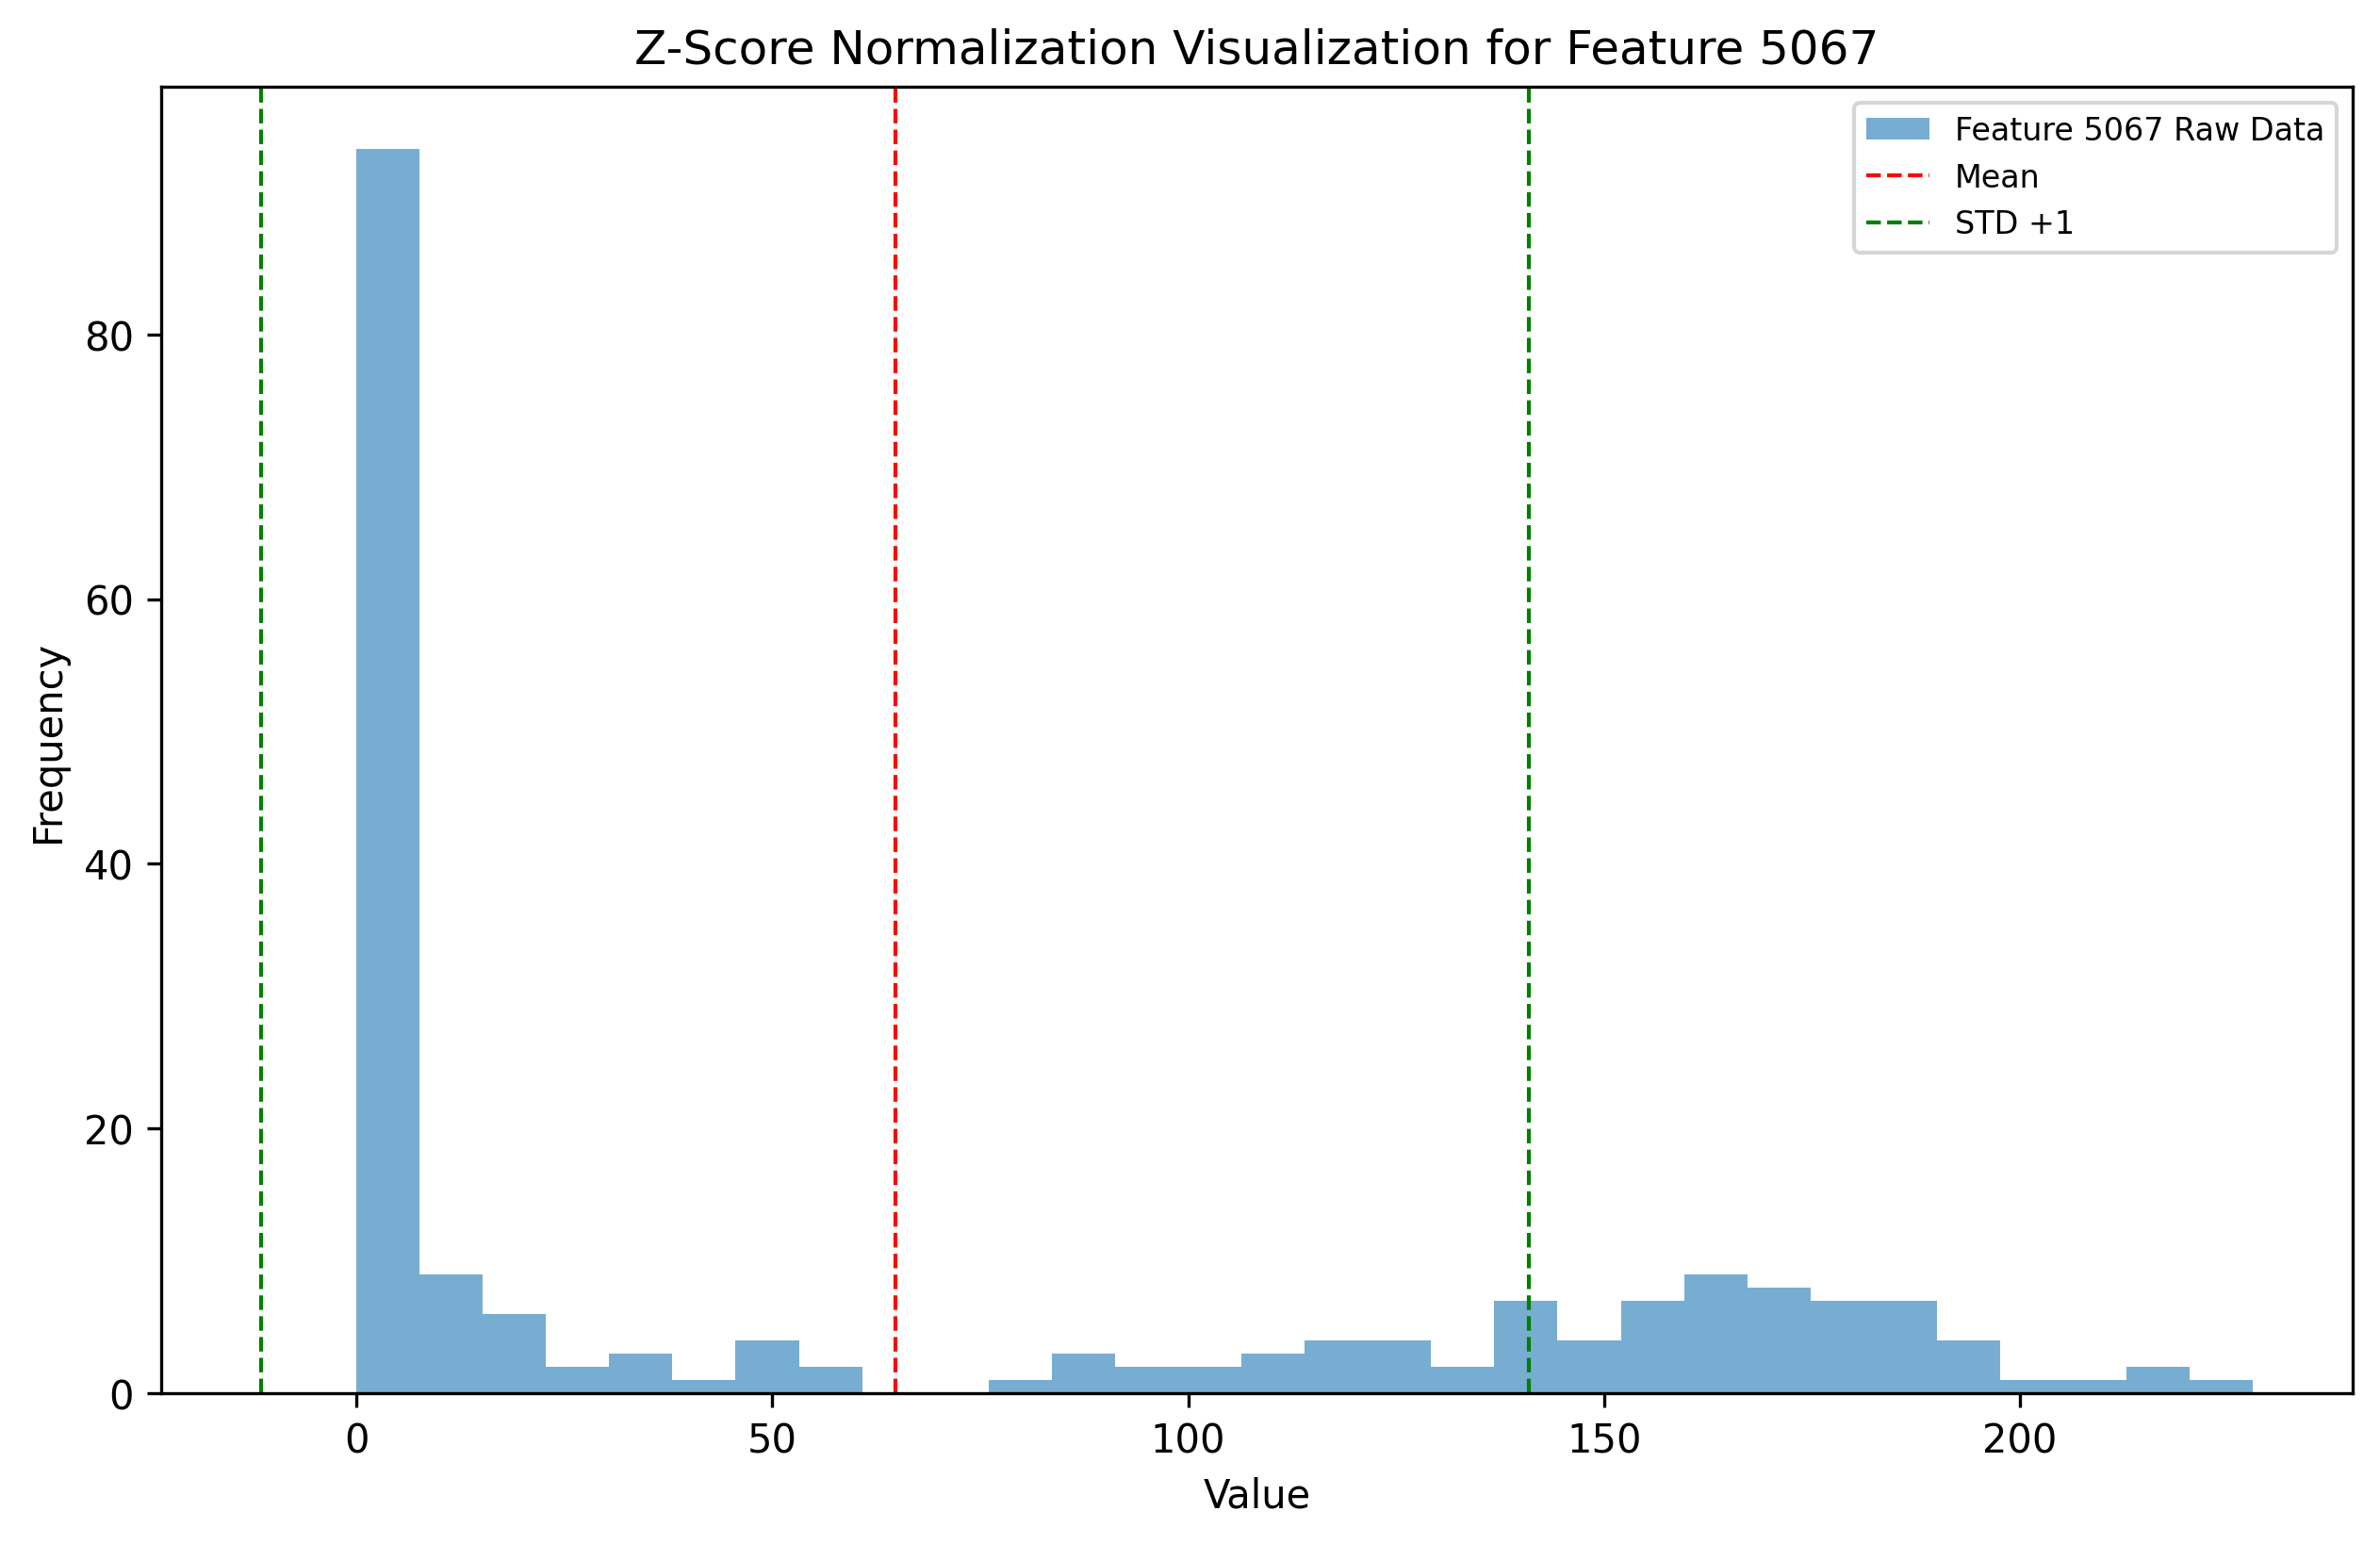 Z-Score Normalization Visualization for Feature 5067
Feature 5067 Raw Data
Mean
STD +1
80
60
40
20
0
Frequency
0 50 100 150 200
Value